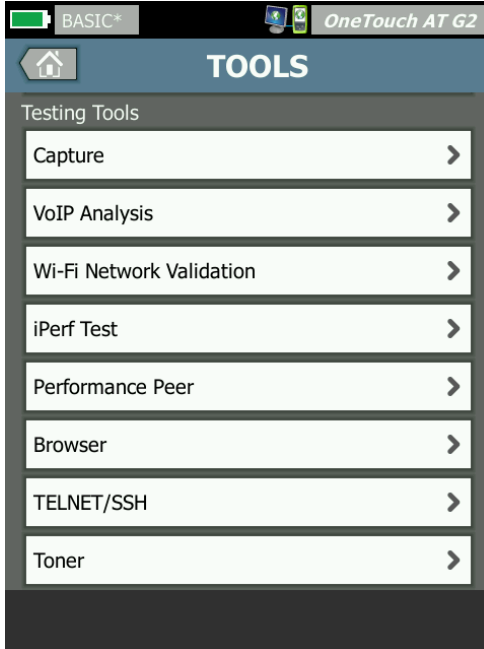 BASIC*
OneTouch AT G2
TOOLS
Testing Tools
Capture
VoIP Analysis
Wi-Fi Network Validation
iPerf Test
Performance Peer
Browser
TELNET/SSH
Toner